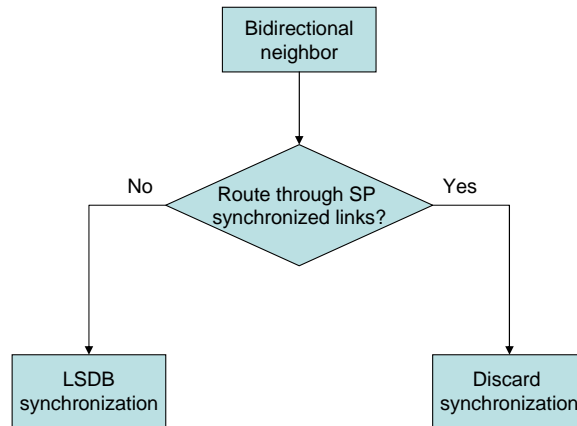 Bidirectional
neighbor
No
Route through SP
synchronized links?
Yes
LSDB
synchronization
Discard
synchronization